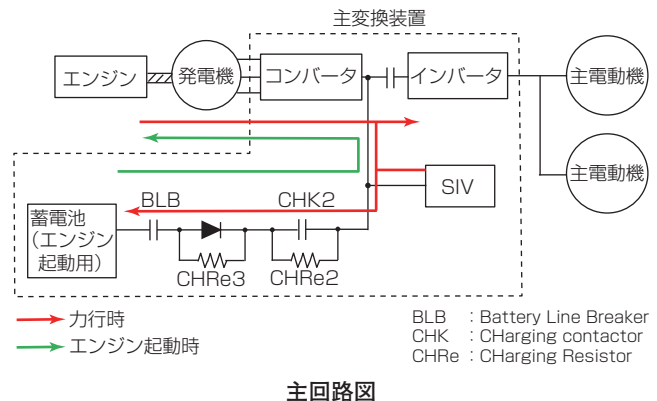 主変換装置
エンジン
発電機
コンバータ
インバータ
主電動機
主電動機
SIV
BLB
CHK2
蓄電池
（エンジン
起動用）
CHRe3
CHRe2
力行時
エンジン起動時
BLB : Battery Line Breaker
CHK : CHarging contactor
CHRe : CHarging Resistor
主回路図